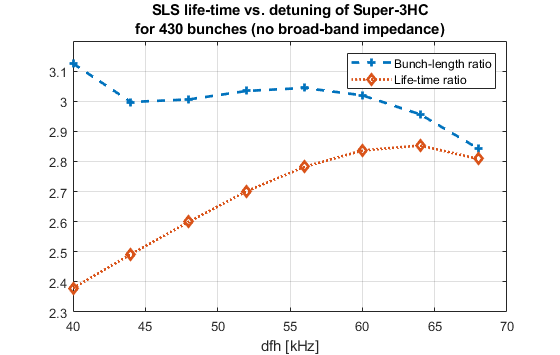 SLS life-time vs. detuning of Super-3HC
for 430 bunches (no broad-band impedance)
Bunch-length ratio
Life-time ratio
3.1
3
2.9
2.8
2.7
2.6
2.5
2.4
2.3
40 45 50 55 60 65 70
dfh [kHz]